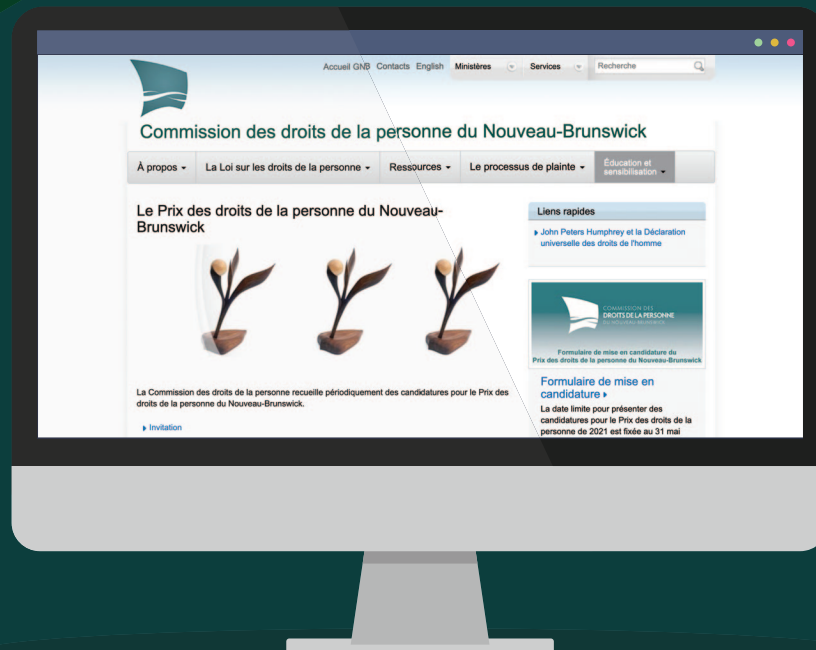 Accueil GNB Contacts English Ministères Services Recherche
Commission des droits de la personne du Nouveau-Brunswick
À propos La Loi sur les droits de la personne Ressources Le processus de plainte Éducation et
sensibilisation
Le Prix des droits de la personne du Nouveau-
Brunswick
La Commission des droits de la personne recueille périodiquement des candidatures pour le Prix des
droits de la personne du Nouveau-Brunswick.
Invitation
Liens rapides
John Peters Humphrey et la Déclaration
universelle des droits de l'homme
COMMISSION DES
DROITS DE LA PERSONNE
DU NOUVEAU-BRUNSWICK
Formulaire de mise en candidature du
Prix des droits de la personne du Nouveau-Brunswick
Formulaire de mise en
candidature
La date limite pour présenter des
candidatures pour le Prix des droits de la
personne de 2021 est fixée au 31 mai